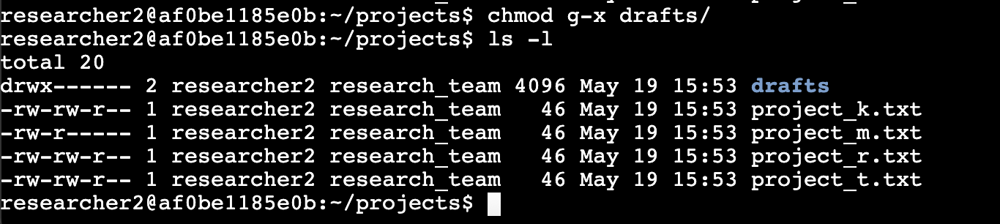 researcher2@af0be1185e0b:~/projects$ chmod g-x drafts/
researcher2@af0be1185e0b:~/projects$ ls -l
total 20
drwx------ 2 researcher2 research_team 4096 May 19 15:53 drafts
-rw-rw-r-- 1 researcher2 research_team   46 May 19 15:53 project_k.txt
-rw-r----- 1 researcher2 research_team   46 May 19 15:53 project_m.txt
-rw-rw-r-- 1 researcher2 research_team   46 May 19 15:53 project_r.txt
-rw-rw-r-- 1 researcher2 research_team   46 May 19 15:53 project_t.txt
researcher2@af0be1185e0b:~/projects$